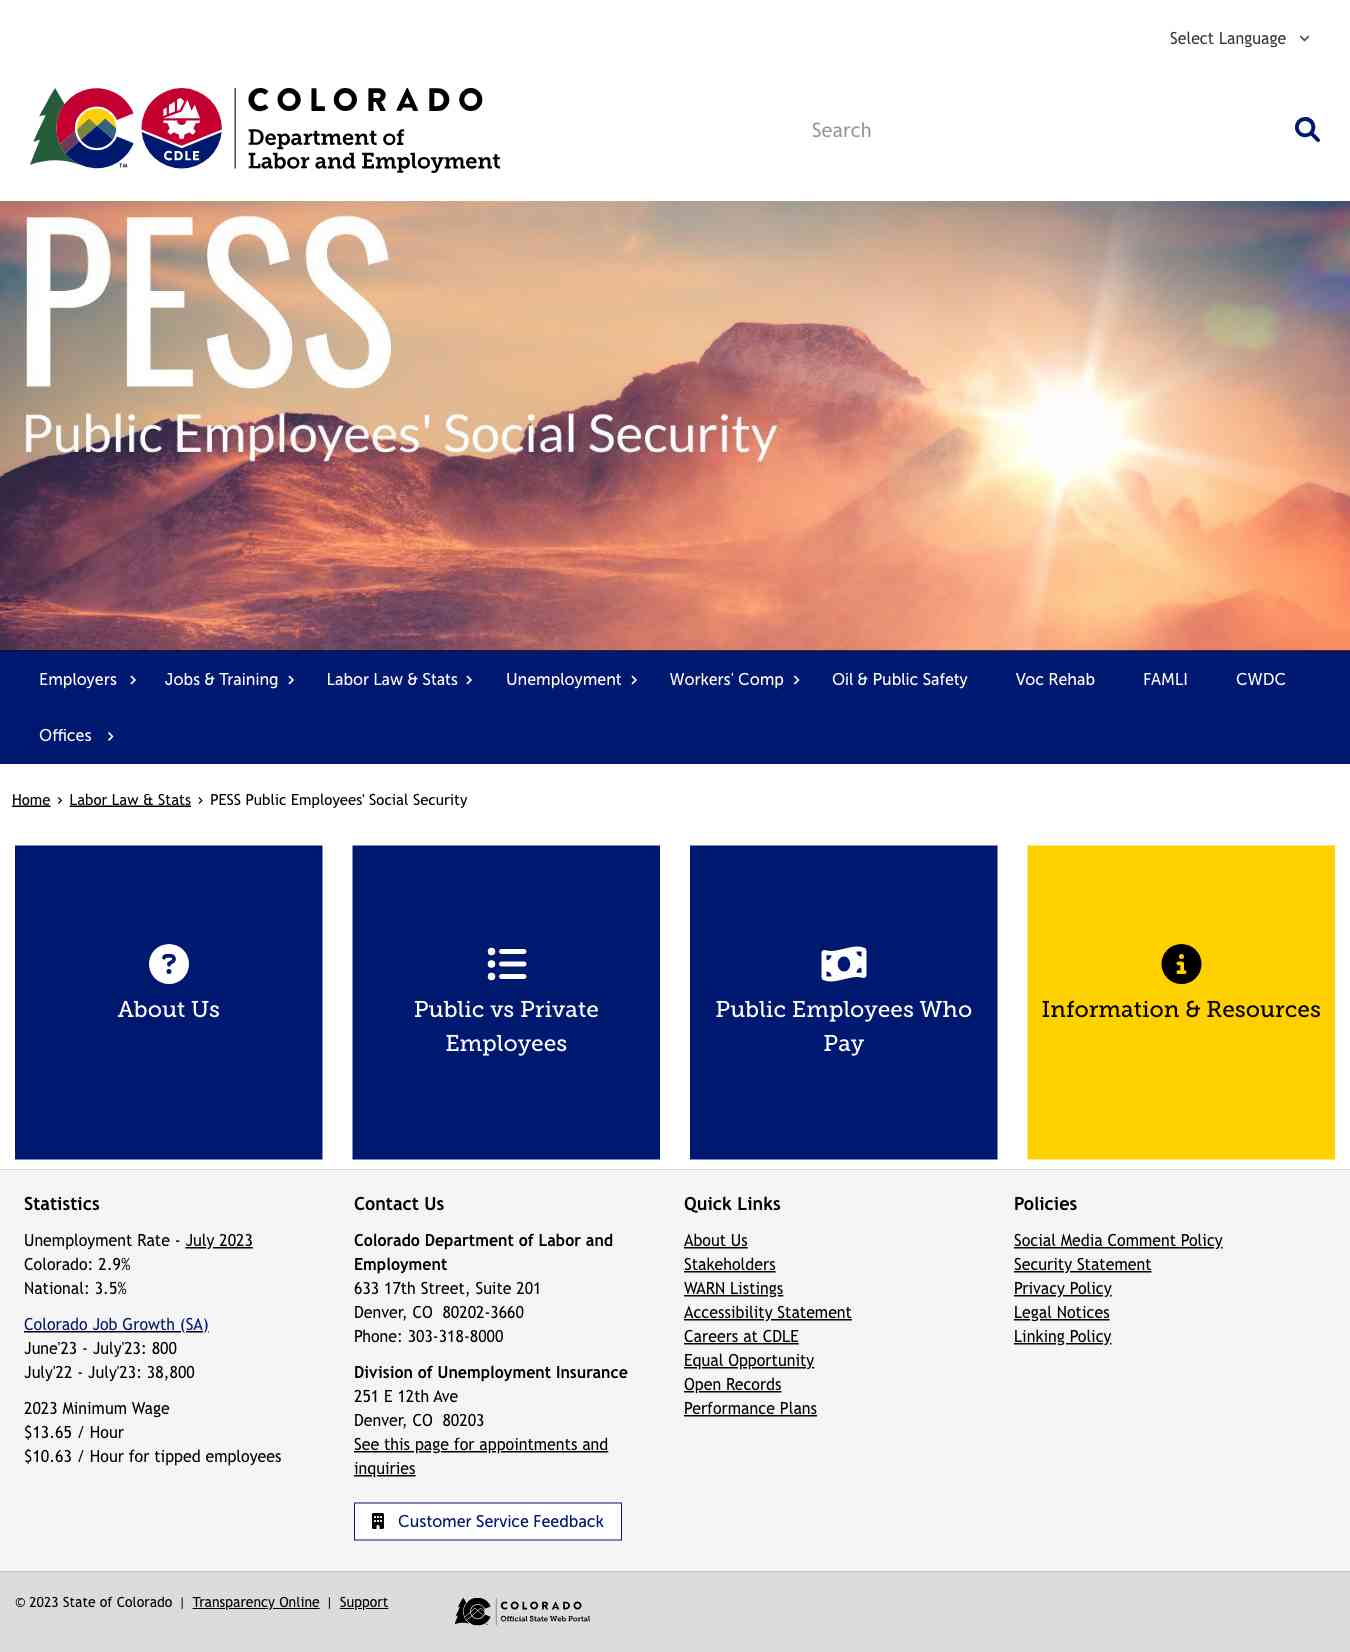 Select Language
COLORADO
Department of
Labor and Employment
CDLE
TM
Search
PESS
Public Employees' Social Security
Employers
Jobs & Training
Labor Law & Stats
Unemployment
Workers' Comp
Oil & Public Safety
Voc Rehab
FAMLI
CWDC
Offices
Home > Labor Law & Stats > PESS Public Employees' Social Security
About Us
Public vs Private
Employees
Public Employees Who
Pay
Information & Resources
Statistics
Unemployment Rate - July 2023
Colorado: 2.9%
National: 3.5%
Colorado Job Growth (SA)
June'23 - July'23: 800
July'22 - July'23: 38,800
2023 Minimum Wage
$13.65 / Hour
$10.63 / Hour for tipped employees
Contact Us
Colorado Department of Labor and
Employment
633 17th Street, Suite 201
Denver, CO  80202-3660
Phone: 303-318-8000
Division of Unemployment Insurance
251 E 12th Ave
Denver, CO  80203
See this page for appointments and
inquiries
Customer Service Feedback
Quick Links
About Us
Stakeholders
WARN Listings
Accessibility Statement
Careers at CDLE
Equal Opportunity
Open Records
Performance Plans
Policies
Social Media Comment Policy
Security Statement
Privacy Policy
Legal Notices
Linking Policy
© 2023 State of Colorado | Transparency Online | Support
COLORADO
Official State Web Portal